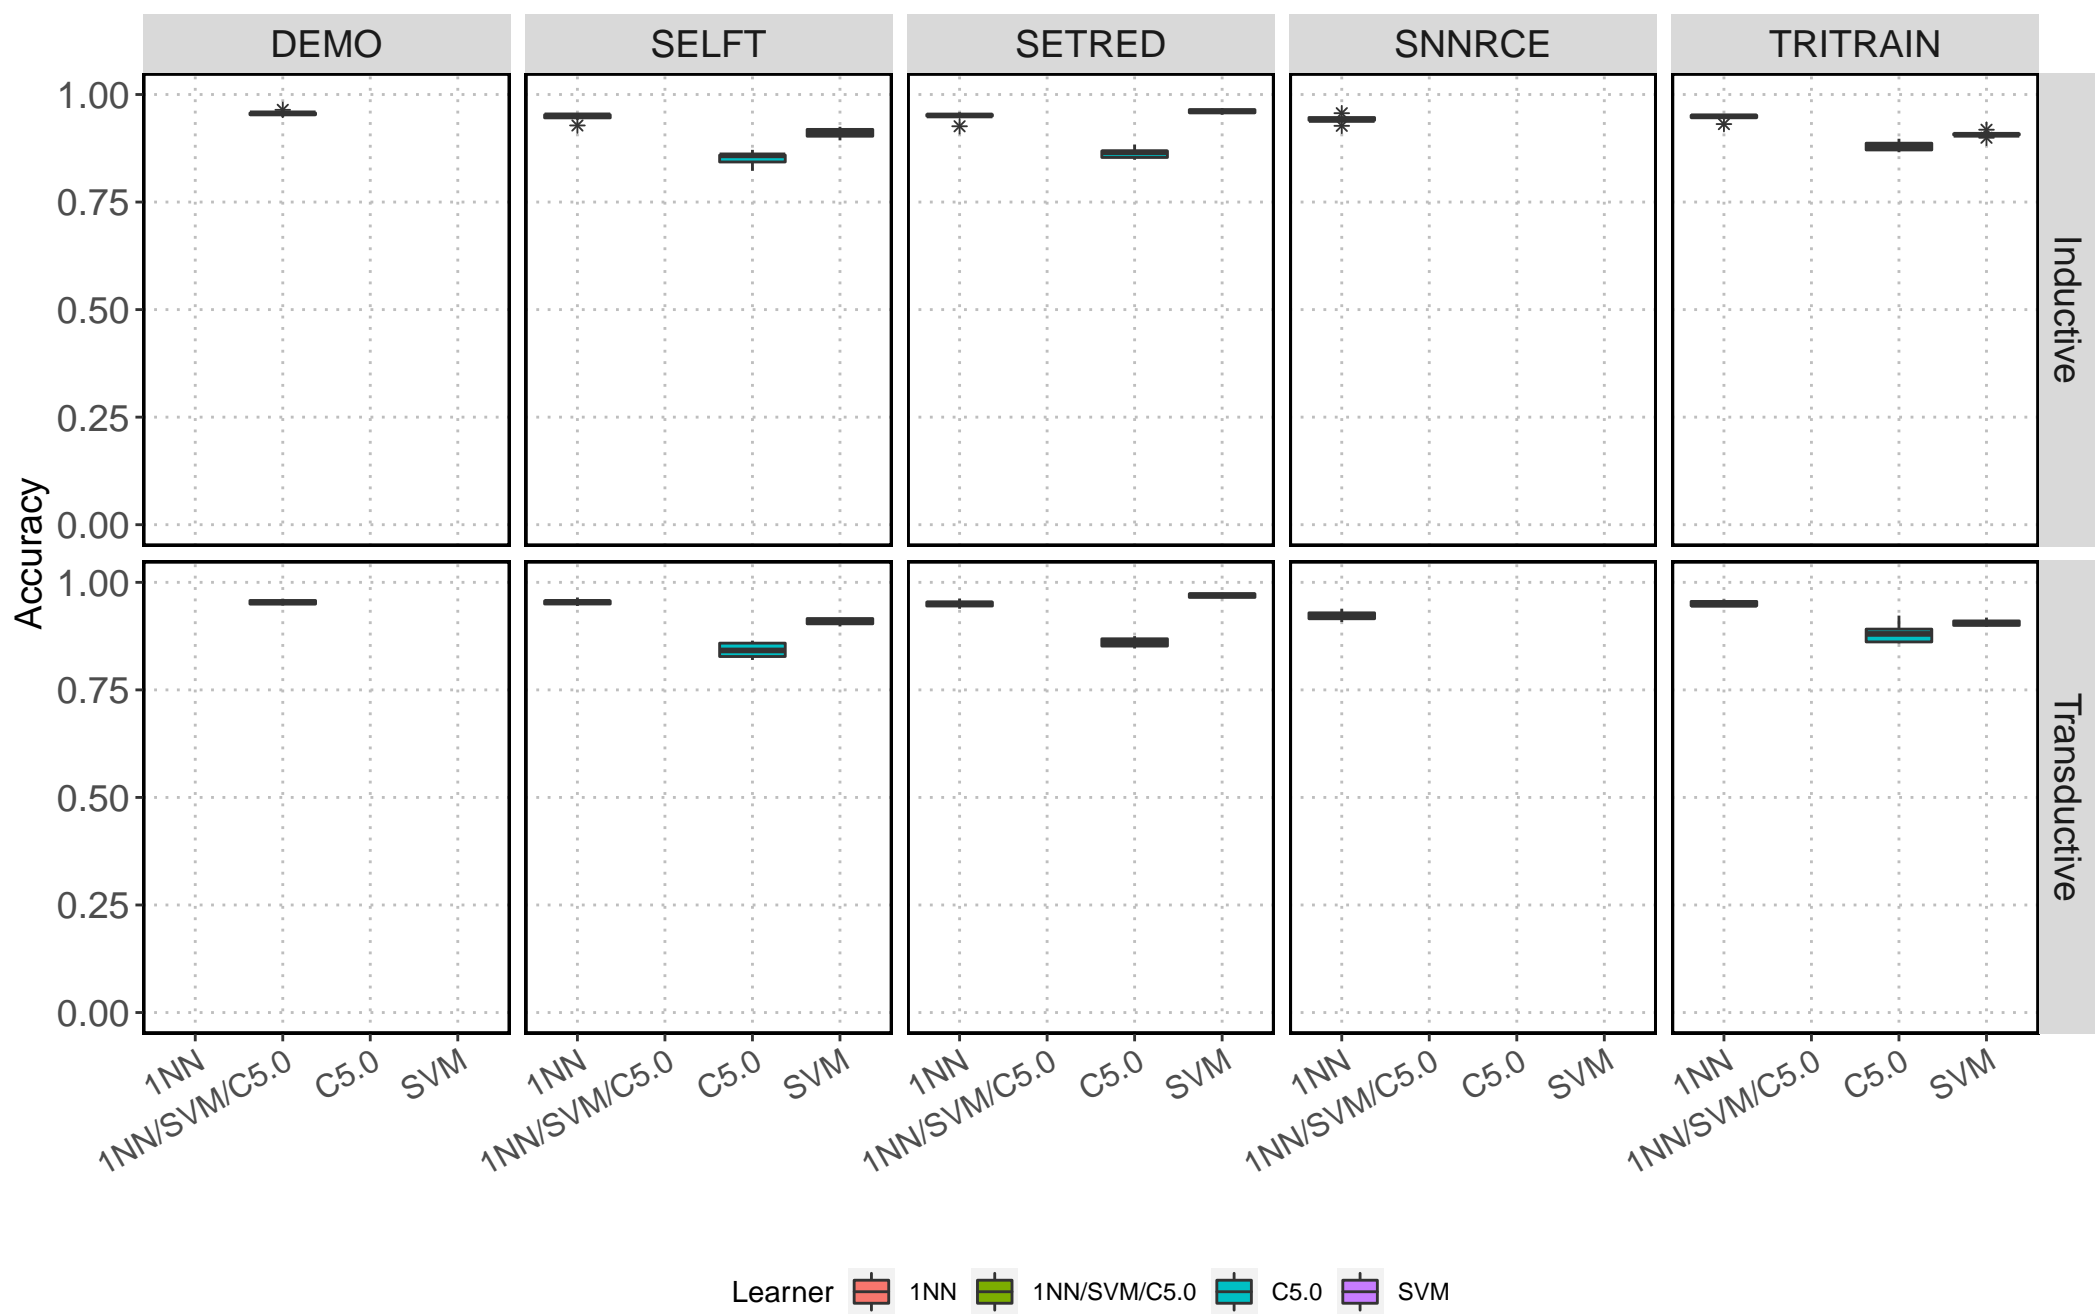 DEMO SELFT SETRED SNNRCE TRITRAIN
1.00
0.75
0.50
0.25
0.00
Inductive
Accuracy
1.00
0.75
0.50
0.25
0.00
Transductive
1NN 1NN/SVM/C5.0 C5.0 SVM 1NN 1NN/SVM/C5.0 C5.0 SVM 1NN 1NN/SVM/C5.0 C5.0 SVM 1NN 1NN/SVM/C5.0 C5.0 SVM 1NN 1NN/SVM/C5.0 C5.0 SVM
Learner 1NN 1NN/SVM/C5.0 C5.0 SVM